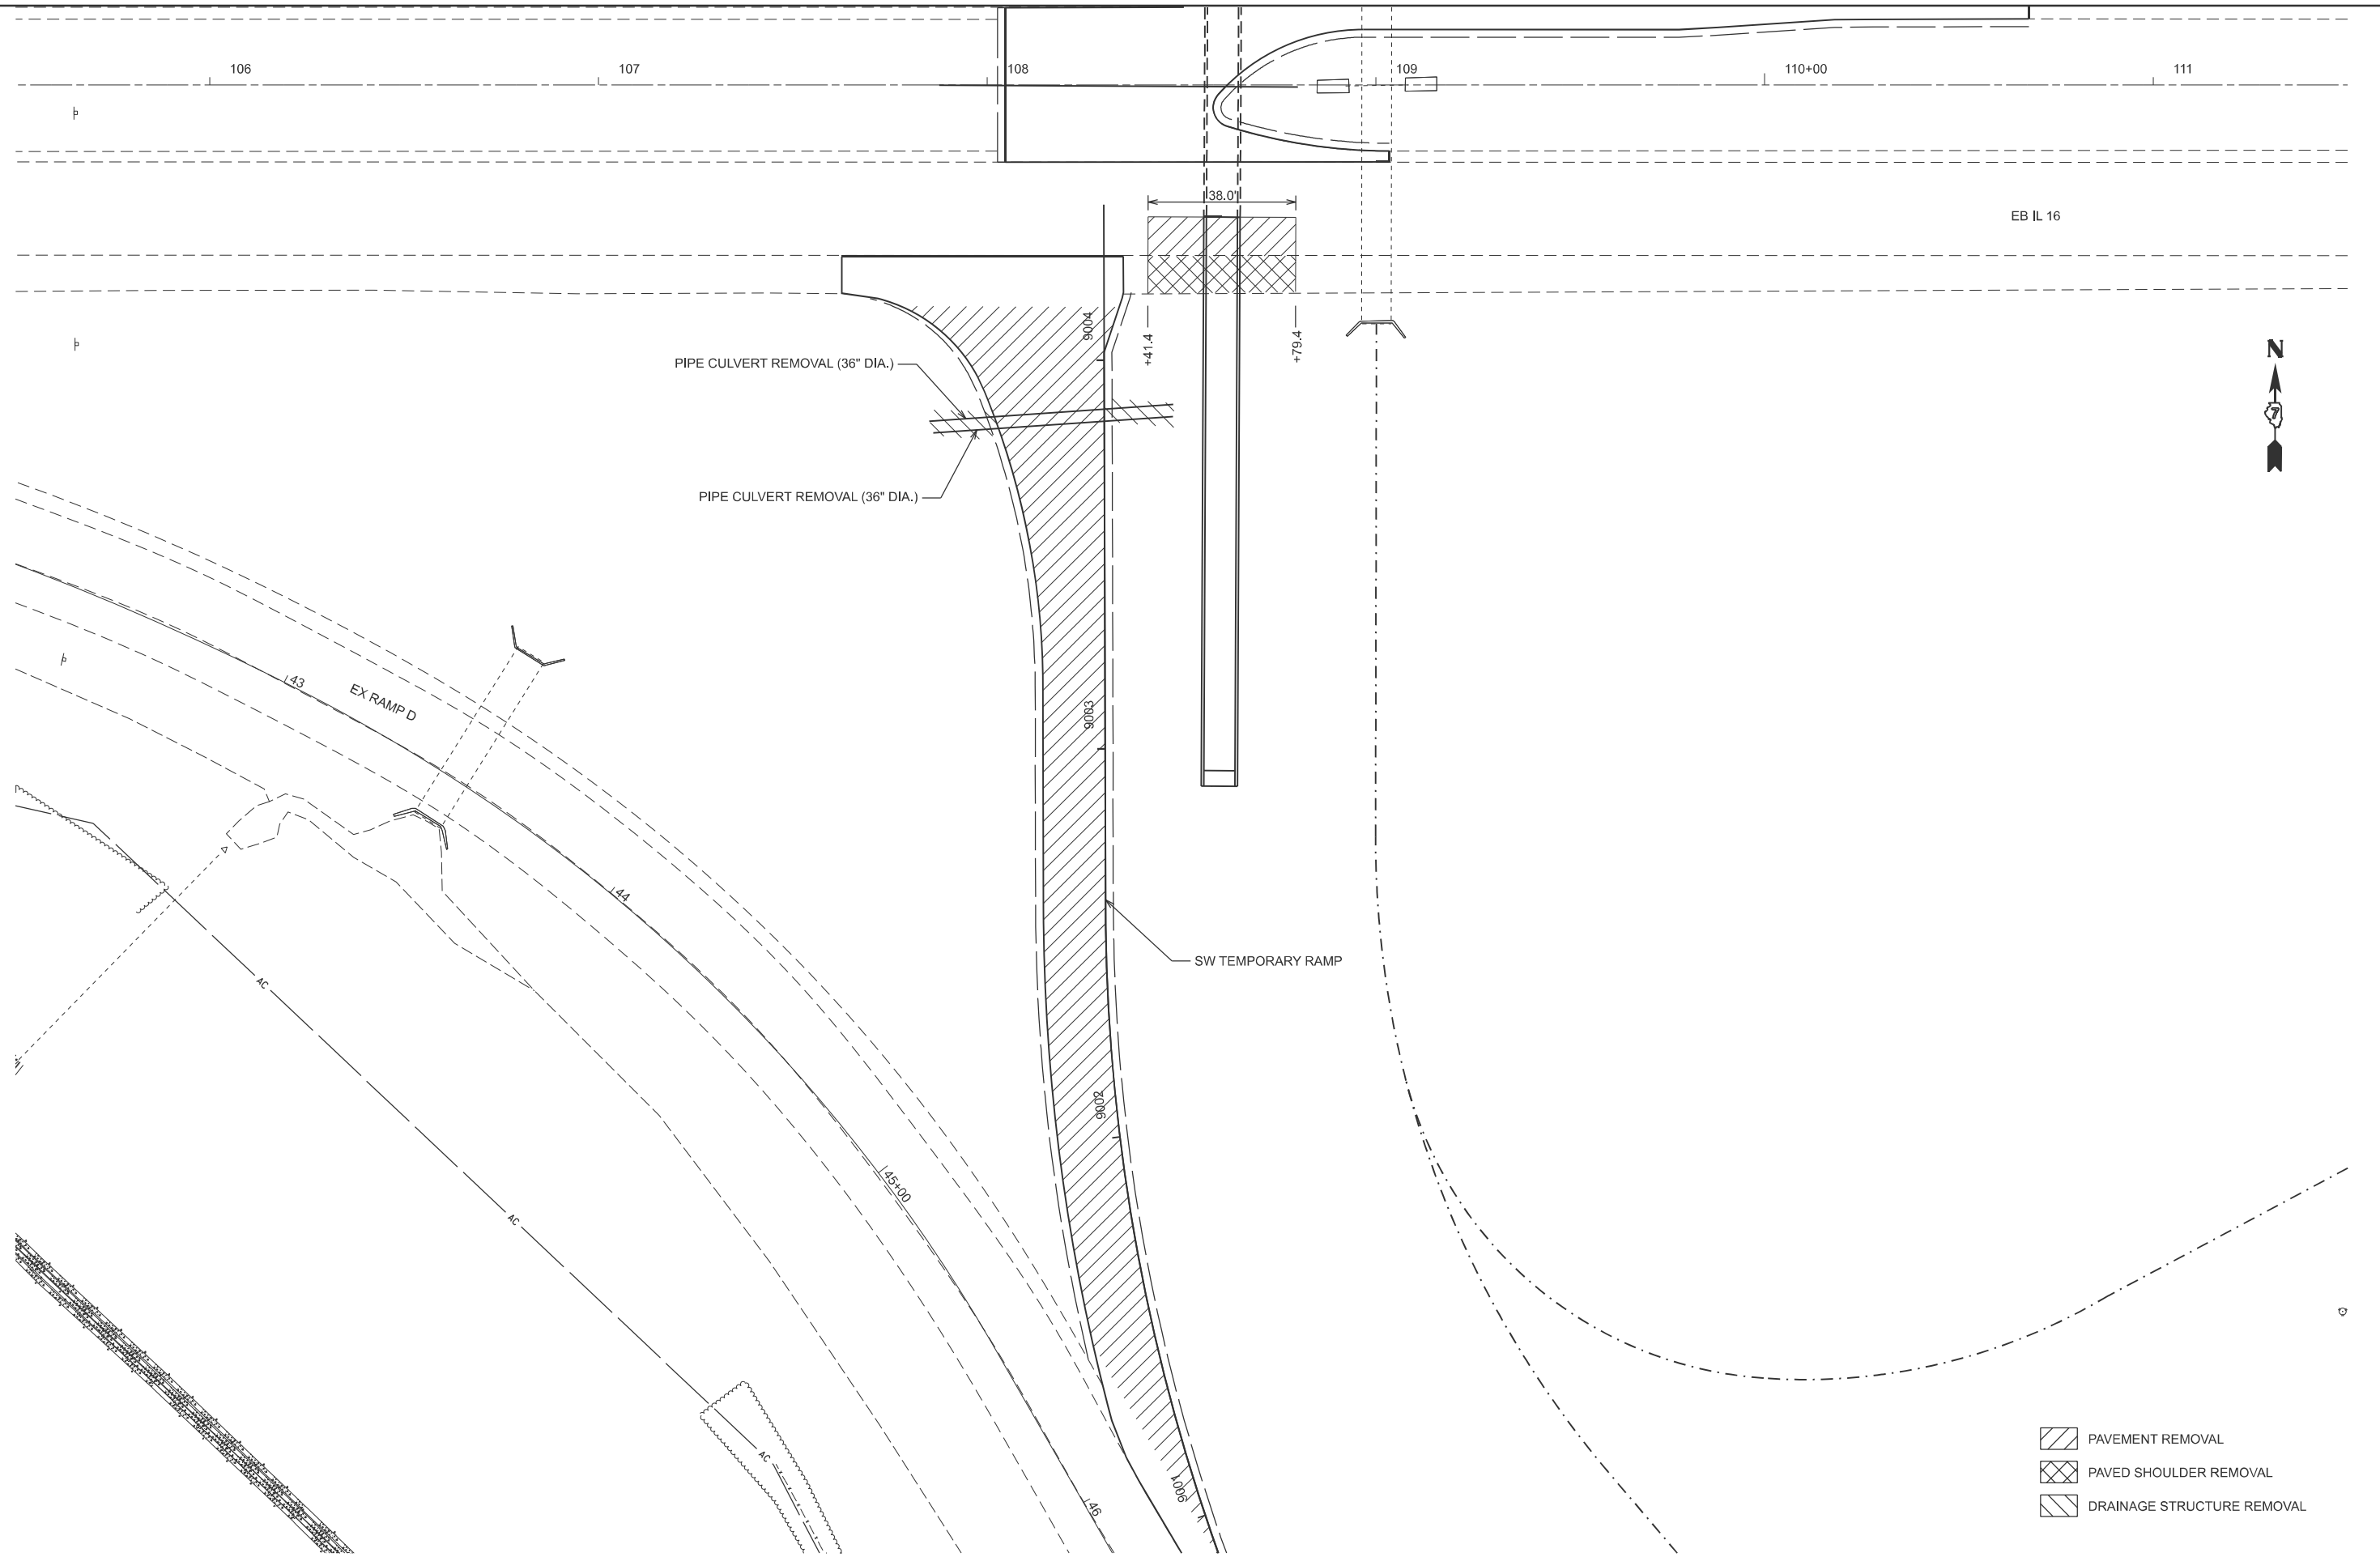 106
107
108
109
110+00
111
38.0'
EB IL 16
9004
+41.4
+79.4
N
7
PIPE CULVERT REMOVAL (36" DIA.)
PIPE CULVERT REMOVAL (36" DIA.)
43
EX RAMP D
9003
44
SW TEMPORARY RAMP
AC
9002
45+00
AC
AC
PAVEMENT REMOVAL
PAVED SHOULDER REMOVAL
DRAINAGE STRUCTURE REMOVAL
9001
46